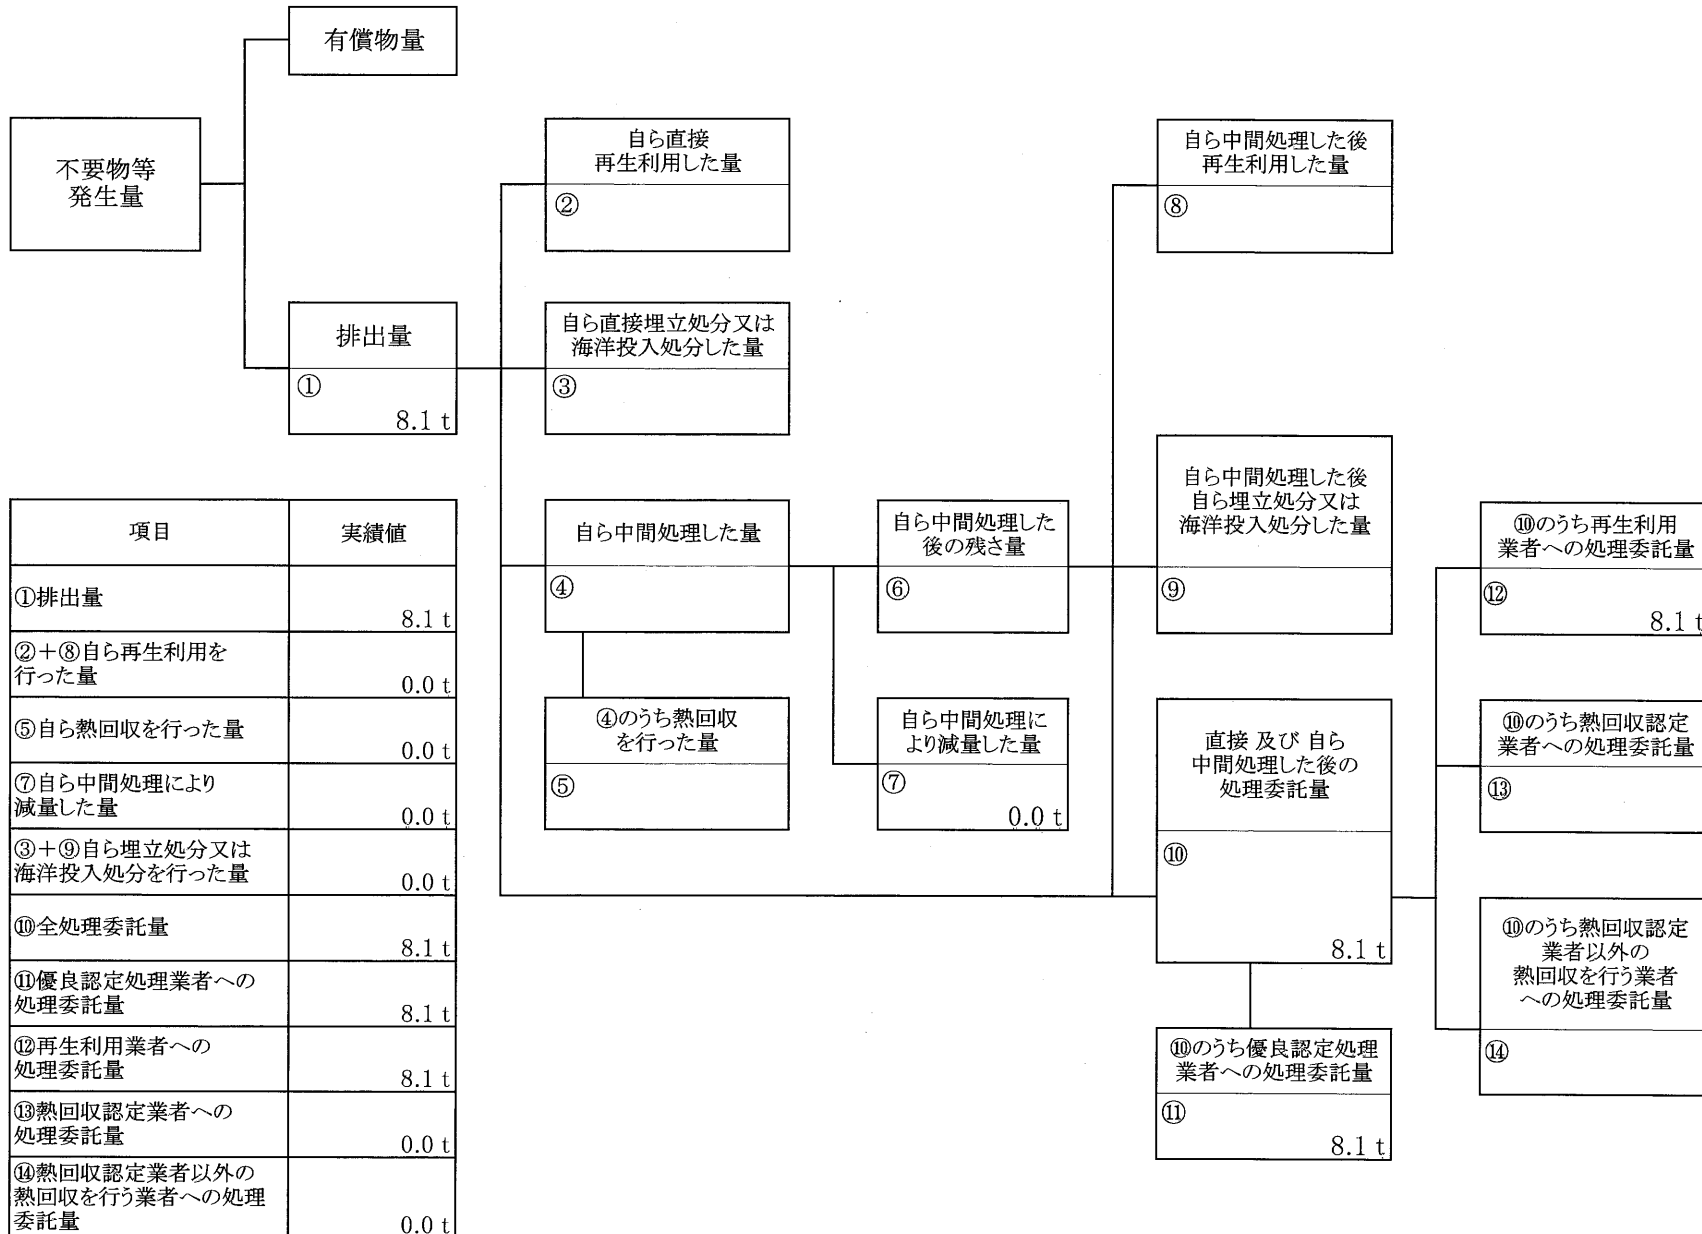 有償物量
不要物等
発生量
排出量
①
8.1 t
自ら直接
再生利用した量
②
自ら直接埋立処分又は
海洋投入処分した量
③
自ら中間処理した量
④
④のうち熱回収
を行った量
⑤
自ら中間処理した
後の残さ量
⑥
自ら中間処理に
より減量した量
⑦
0.0 t
自ら中間処理した後
再生利用した量
⑧
自ら中間処理した後
自ら埋立処分又は
海洋投入処分した量
⑨
直接 及び 自ら
中間処理した後の
処理委託量
⑩
8.1 t
⑩のうち優良認定処理
業者への処理委託量
⑪
8.1 t
⑩のうち再生利用
業者への処理委託量
⑫
8.1 t
⑩のうち熱回収認定
業者への処理委託量
⑬
⑩のうち熱回収認定
業者以外の
熱回収を行う業者
への処理委託量
⑭
項目 実績値
①排出量
8.1 t
②+⑧自ら再生利用を
行った量
0.0 t
⑤自ら熱回収を行った量
0.0 t
⑦自ら中間処理により
減量した量
0.0 t
③+⑨自ら埋立処分又は
海洋投入処分を行った量
0.0 t
⑩全処理委託量
8.1 t
⑪優良認定処理業者への
処理委託量
8.1 t
⑫再生利用業者への
処理委託量
8.1 t
⑬熱回収認定業者への
処理委託量
0.0 t
⑭熱回収認定業者以外の
熱回収を行う業者への処理
委託量
0.0 t